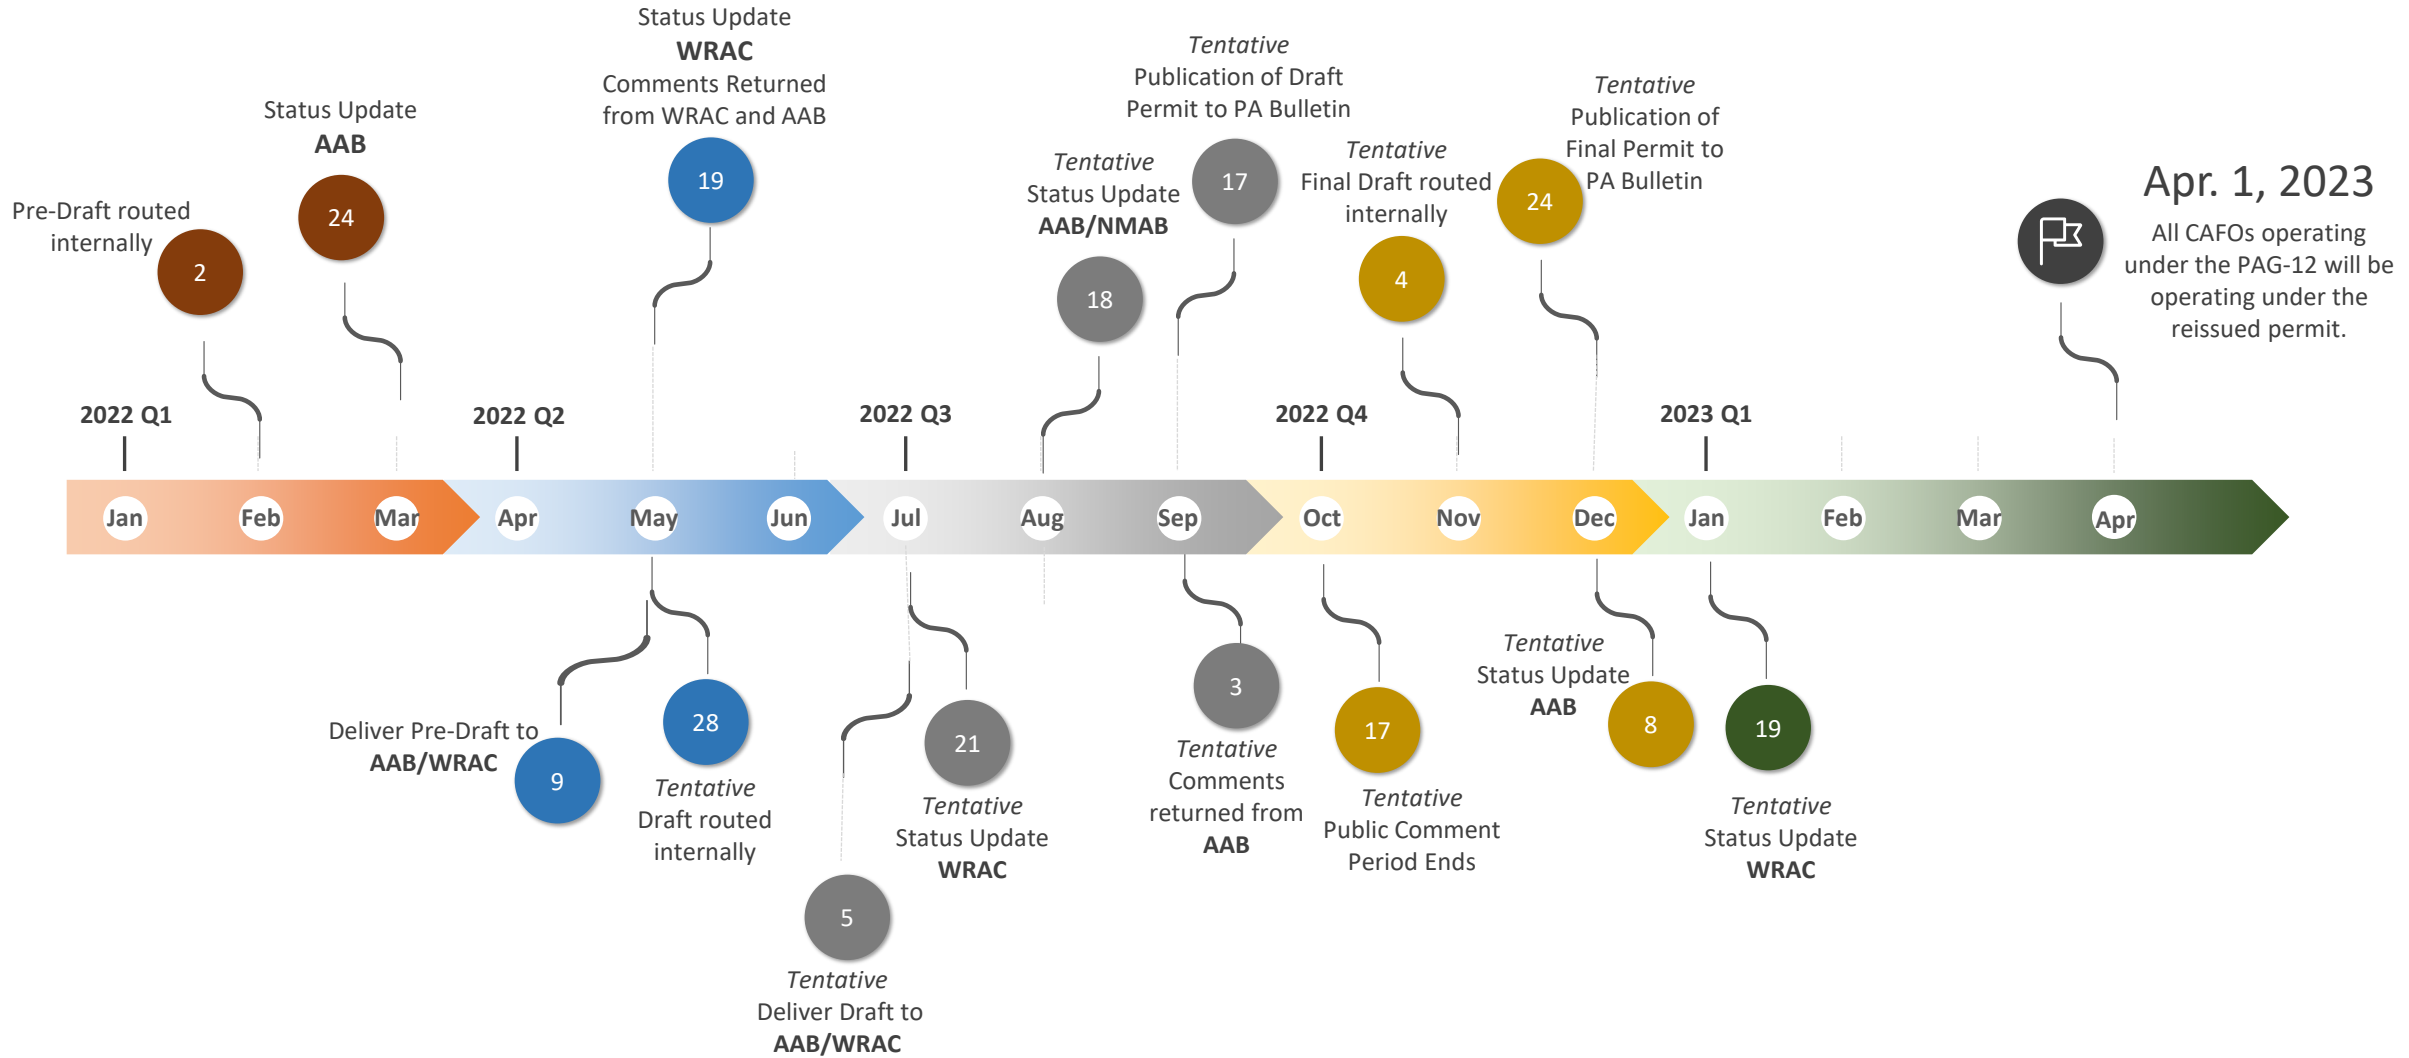 Pre-Draft routed
internally
2
Status Update
AAB
24
Status Update
WRAC
Comments Returned
from WRAC and AAB
19
Tentative
Status Update
AAB/NMAB
18
Tentative
Publication of Draft
Permit to PA Bulletin
17
Tentative
Final Draft routed
internally
4
Tentative
Publication of
Final Permit to
PA Bulletin
24
Apr. 1, 2023
All CAFOs operating
under the PAG-12 will be
operating under the
reissued permit.
2022 Q1
2022 Q2
2022 Q3
2022 Q4
2023 Q1
Jan
Feb
Mar
Apr
May
Jun
Jul
Aug
Sep
Oct
Nov
Dec
Jan
Feb
Mar
Apr
Deliver Pre-Draft to
AAB/WRAC
9
28
Tentative
Draft routed
internally
5
Tentative
Deliver Draft to
AAB/WRAC
21
Tentative
Status Update
WRAC
3
Tentative
Comments
returned from
AAB
17
Tentative
Public Comment
Period Ends
Tentative
Status Update
AAB
8
19
Tentative
Status Update
WRAC